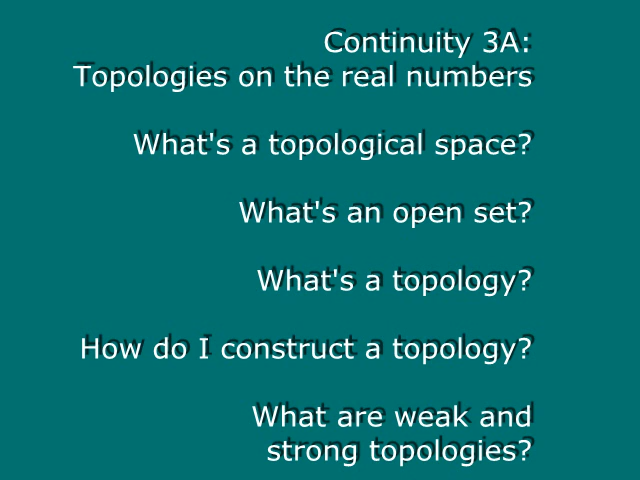 Continuity 3A:
Topologies on the real numbers
What's a topological space?
What's an open set?
What's a topology?
How do I construct a topology?
What are weak and
strong topologies?